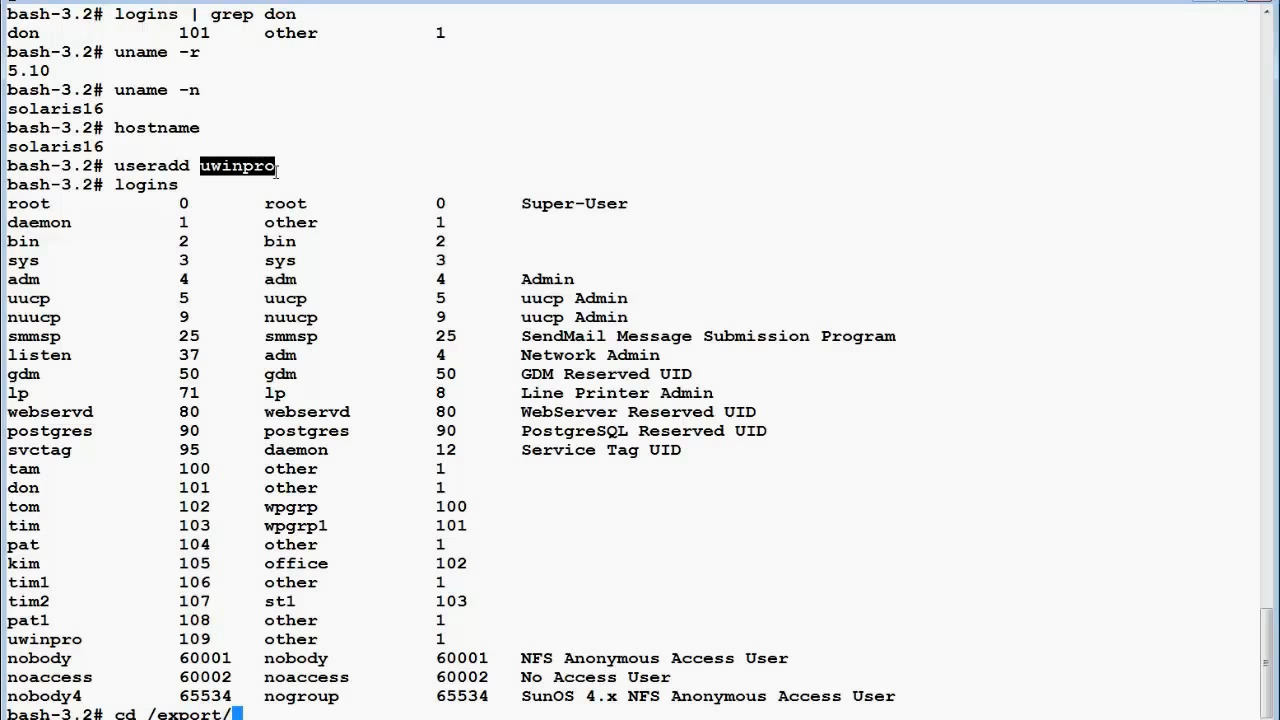 bash-3.2# logins | grep don
don 101 other 1
bash-3.2# uname -r
5.10
bash-3.2# uname -n
solaris16
bash-3.2# hostname
solaris16
bash-3.2# useradd uwinpro
bash-3.2# logins
root 0 root 0 Super-User
daemon 1 other 1
bin 2 bin 2
sys 3 sys 3
adm 4 adm 4 Admin
uucp 5 uucp 5 uucp Admin
nuucp 9 nuucp 9 uucp Admin
smmsp 25 smmsp 25 SendMail Message Submission Program
listen 37 adm 4 Network Admin
gdm 50 gdm 50 GDM Reserved UID
lp 71 lp 8 Line Printer Admin
webservd 80 webservd 80 WebServer Reserved UID
postgres 90 postgres 90 PostgreSQL Reserved UID
svctag 95 daemon 12 Service Tag UID
tam 100 other 1
don 101 other 1
tom 102 wpgrp 100
tim 103 wpgrp1 101
pat 104 other 1
kim 105 office 102
tim1 106 other 1
tim2 107 st1 103
pat1 108 other 1
uwinpro 109 other 1
nobody 60001 nobody 60001 NFS Anonymous Access User
noaccess 60002 noaccess 60002 No Access User
nobody4 65534 nogroup 65534 SunOS 4.x NFS Anonymous Access User
bash-3.2# cd /export/